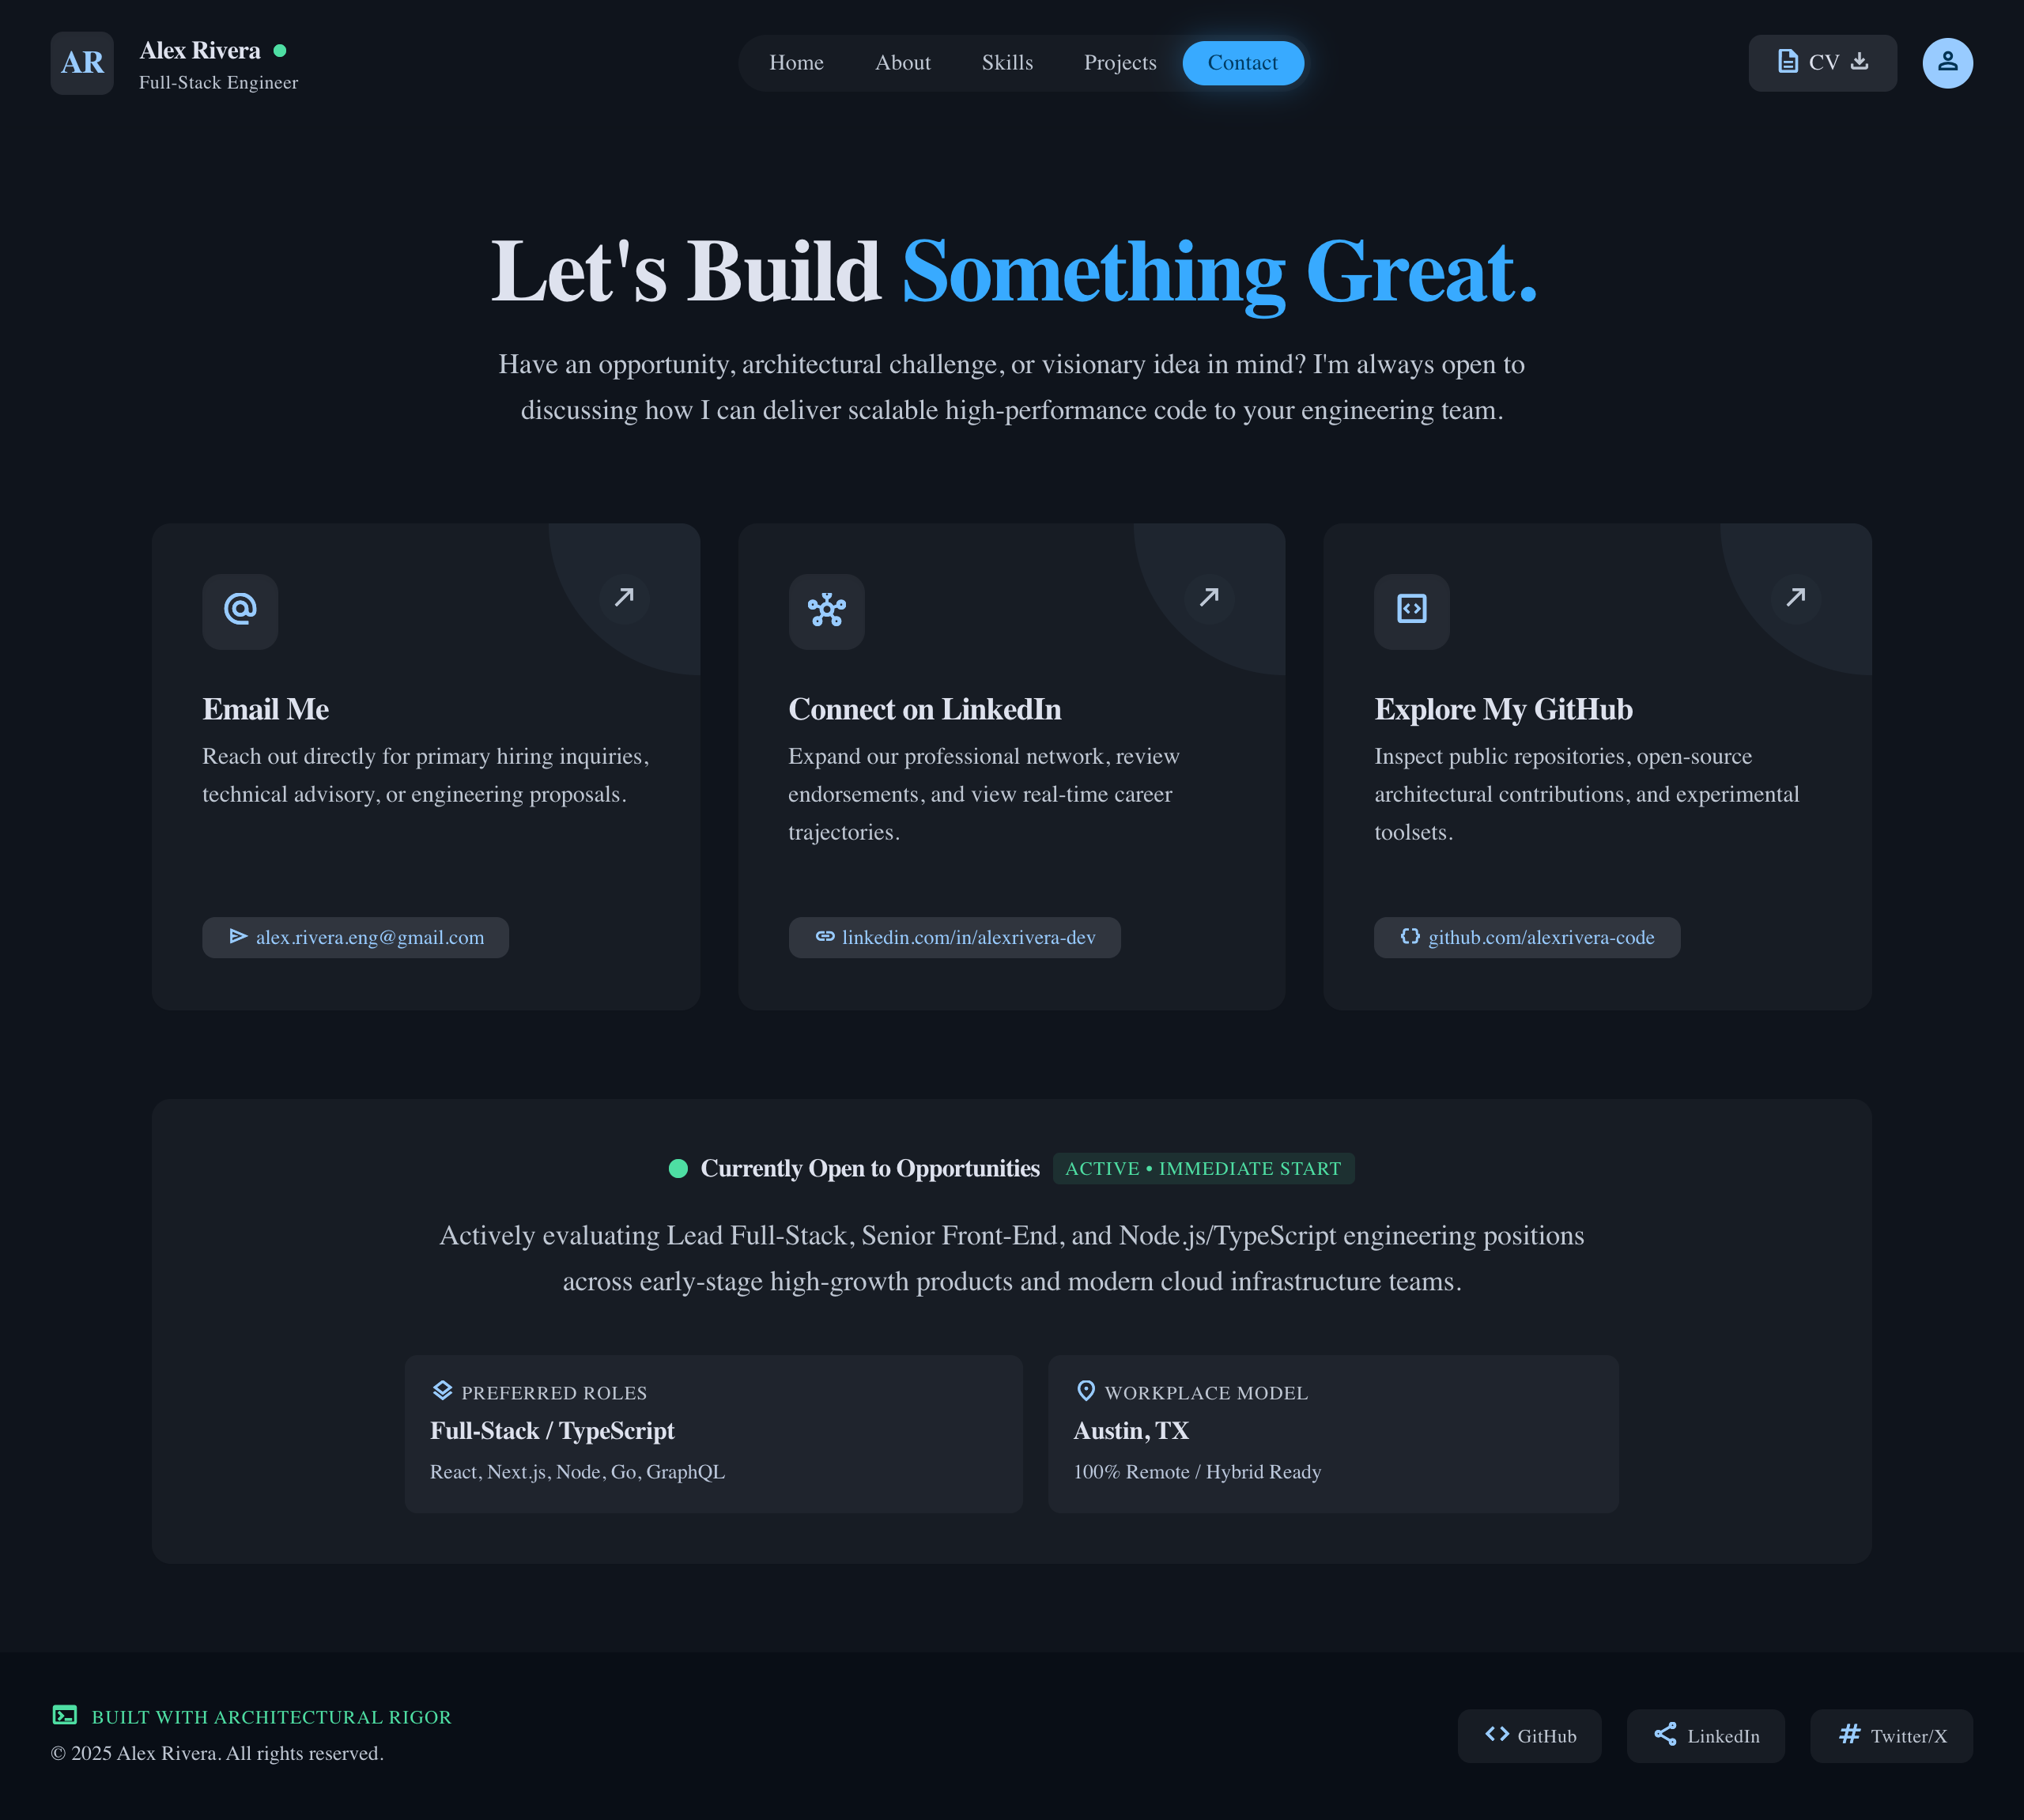 AR
Alex Rivera
Full-Stack Engineer
Home
About
Skills
Projects
Contact
CV
Let's Build Something Great.
Have an opportunity, architectural challenge, or visionary idea in mind? I'm always open to
discussing how I can deliver scalable high-performance code to your engineering team.
Email Me
Reach out directly for primary hiring inquiries,
technical advisory, or engineering proposals.
alex.rivera.eng@gmail.com
Connect on LinkedIn
Expand our professional network, review
endorsements, and view real-time career
trajectories.
linkedin.com/in/alexrivera-dev
Explore My GitHub
Inspect public repositories, open-source
architectural contributions, and experimental
toolsets.
github.com/alexrivera-code
Currently Open to Opportunities
ACTIVE • IMMEDIATE START
Actively evaluating Lead Full-Stack, Senior Front-End, and Node.js/TypeScript engineering positions
across early-stage high-growth products and modern cloud infrastructure teams.
PREFERRED ROLES
Full-Stack / TypeScript
React, Next.js, Node, Go, GraphQL
WORKPLACE MODEL
Austin, TX
100% Remote / Hybrid Ready
BUILT WITH ARCHITECTURAL RIGOR
© 2025 Alex Rivera. All rights reserved.
GitHub
LinkedIn
Twitter/X